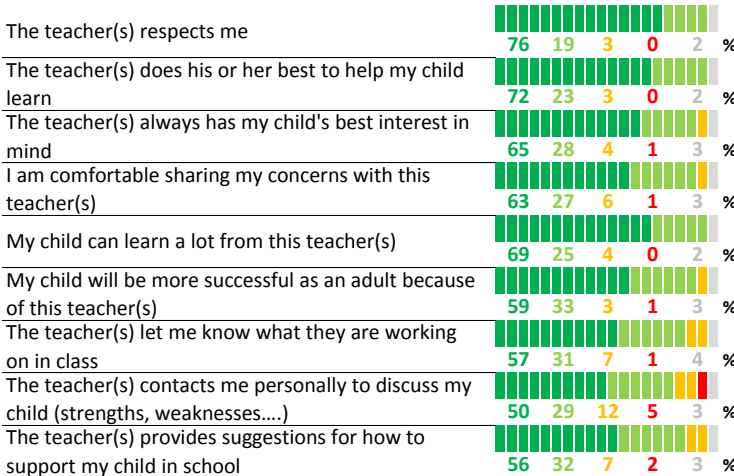 The teacher(s) respects me
76 19 3 0 2 %
The teacher(s) does his or her best to help my child
learn
72 23 3 0 2 %
The teacher(s) always has my child's best interest in
mind
65 28 4 1 3 %
I am comfortable sharing my concerns with this
teacher(s)
63 27 6 1 3 %
My child can learn a lot from this teacher(s)
69 25 4 0 2 %
My child will be more successful as an adult because
of this teacher(s)
59 33 3 1 3 %
The teacher(s) let me know what they are working
on in class
57 31 7 1 4 %
The teacher(s) contacts me personally to discuss my
child (strengths, weaknesses....)
50 29 12 5 3 %
The teacher(s) provides suggestions for how to
support my child in school
56 32 7 2 3 %